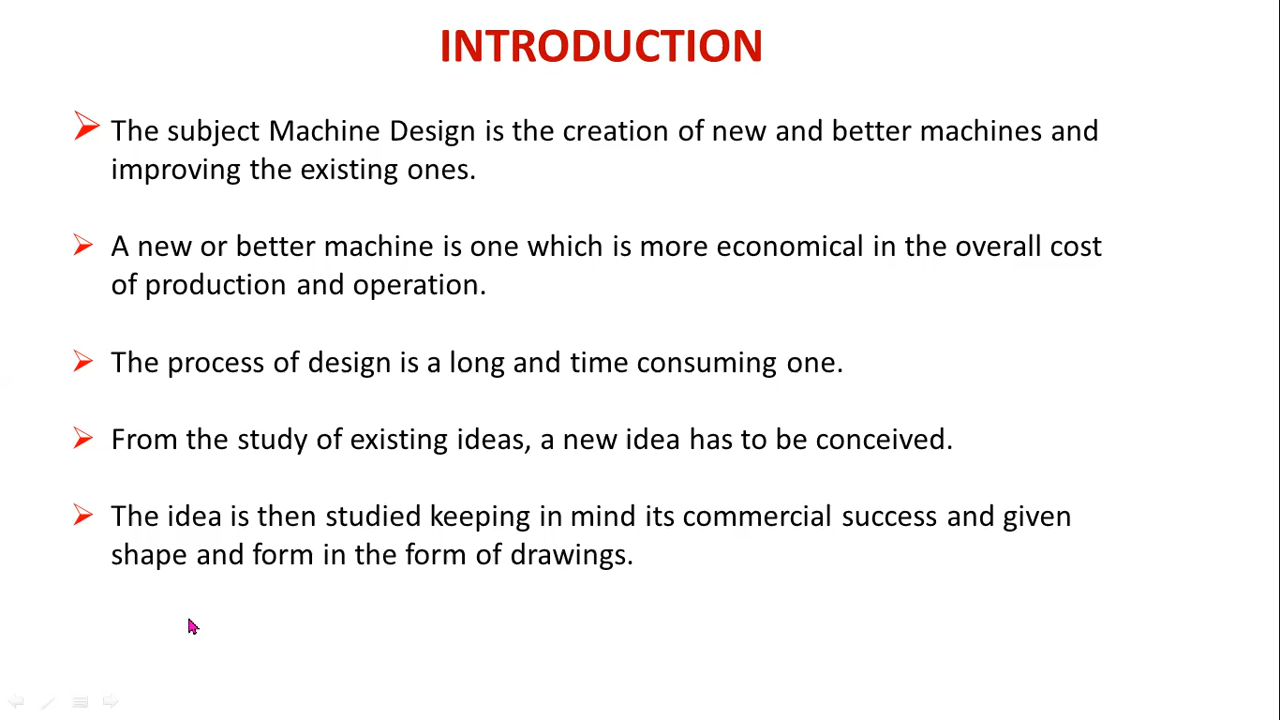 INTRODUCTION
The subject Machine Design is the creation of new and better machines and
improving the existing ones.
A new or better machine is one which is more economical in the overall cost
of production and operation.
The process of design is a long and time consuming one.
From the study of existing ideas, a new idea has to be conceived.
The idea is then studied keeping in mind its commercial success and given
shape and form in the form of drawings.